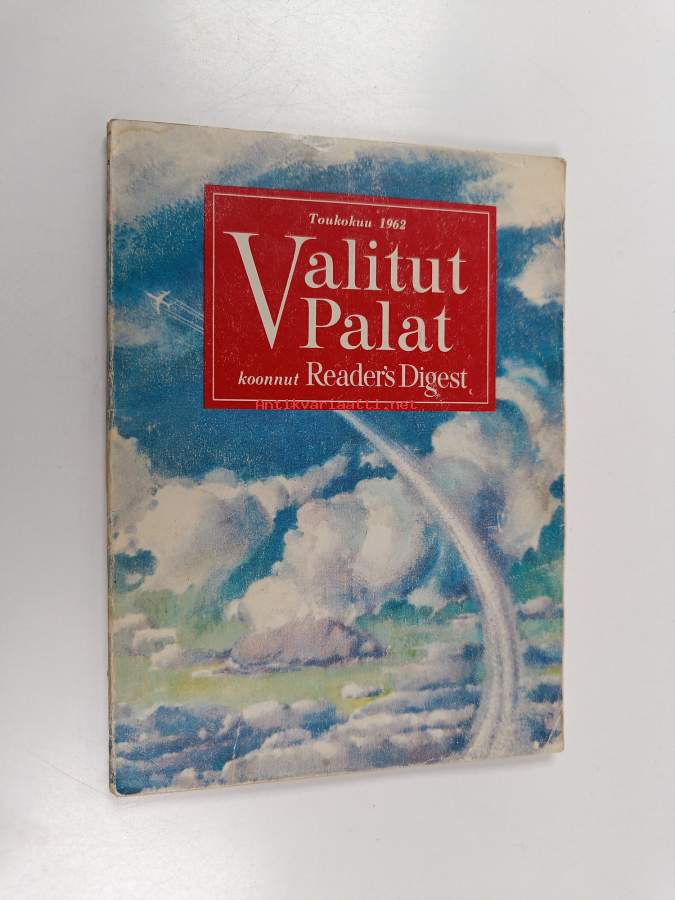 Toukokuu 1962
Valitut
Palat
koonnut Reader's Digest
Antikvariaatti.net